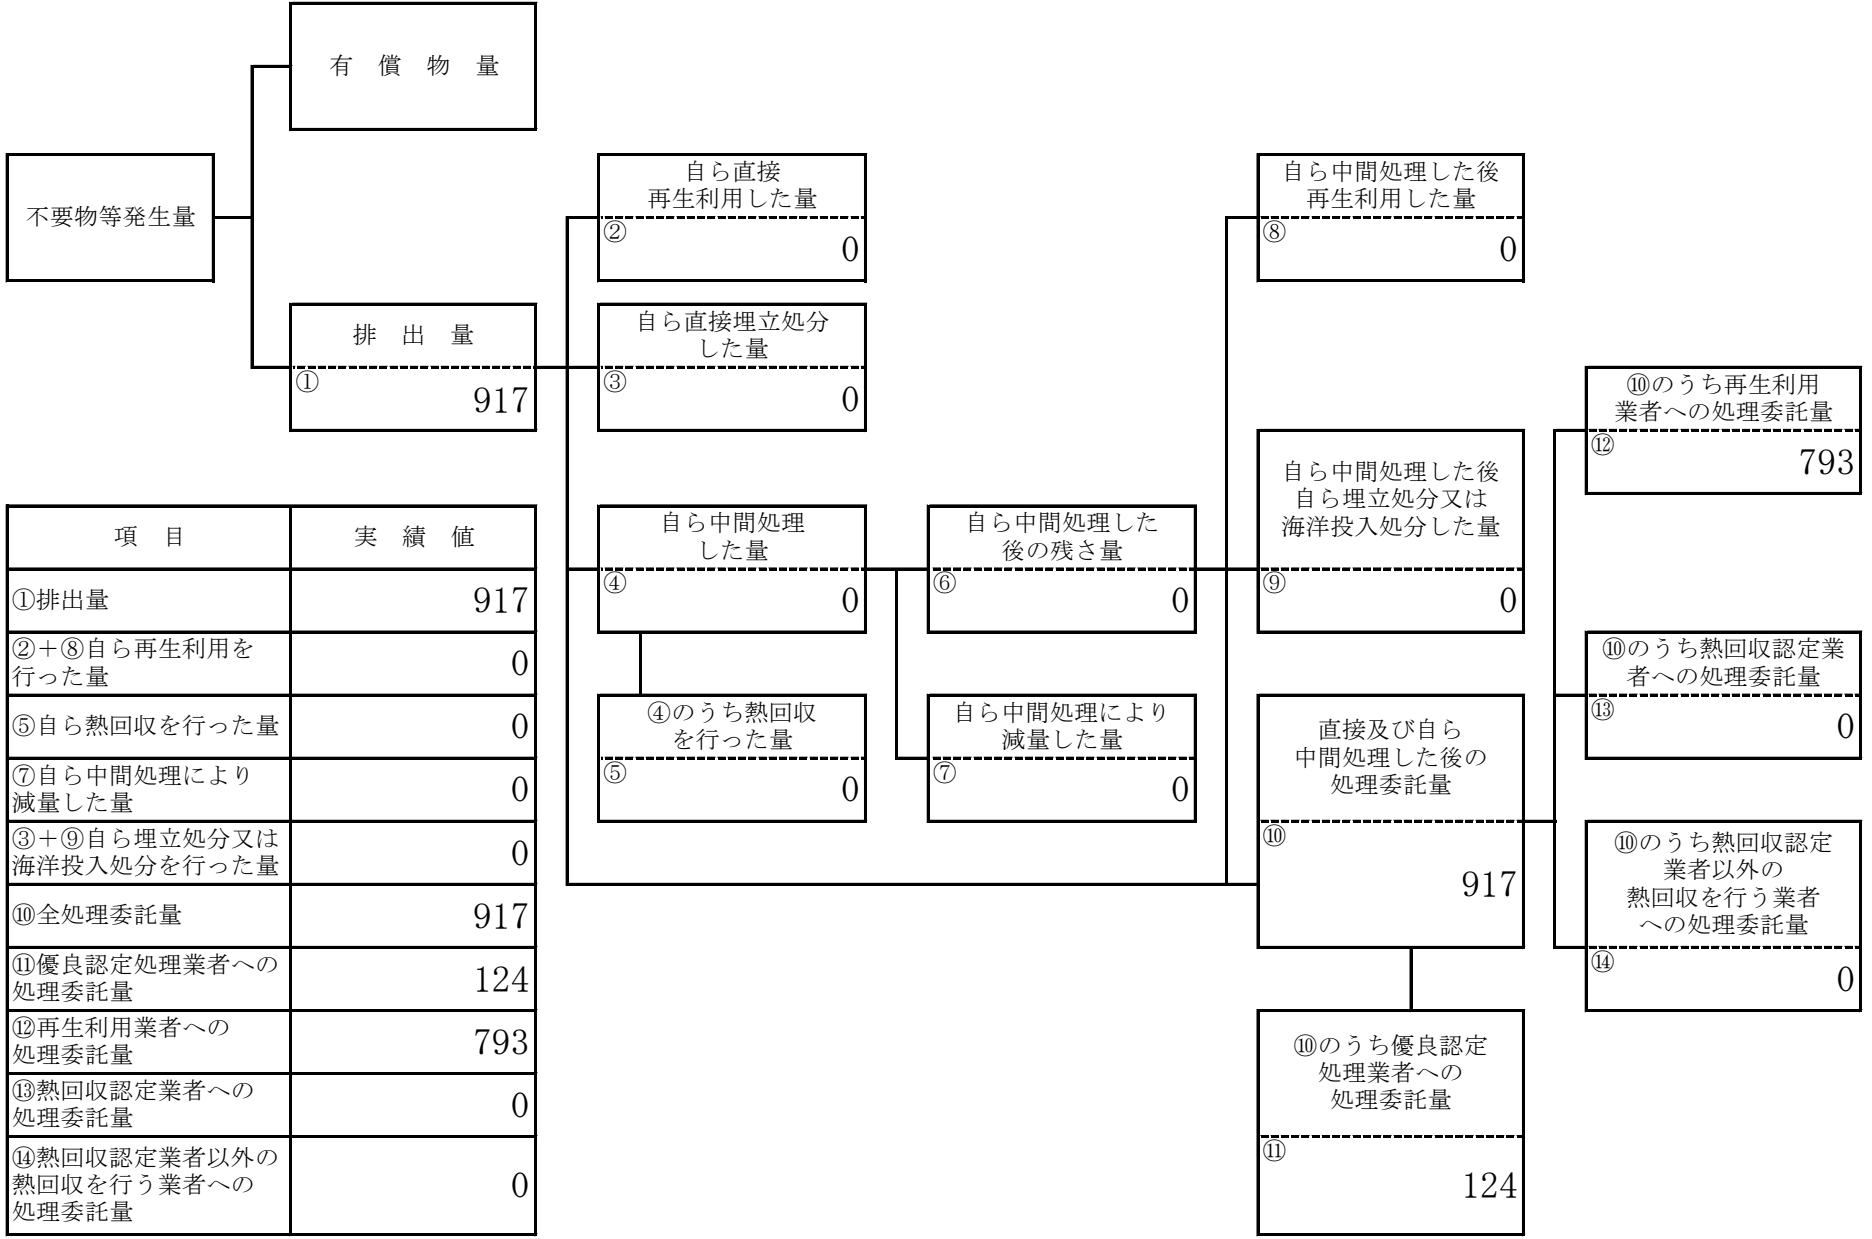 有　償　物　量
不要物等発生量
排　出　量
①
917
自ら直接
再生利用した量
②
0
自ら直接埋立処分
した量
③
0
自ら中間処理
した量
④
0
④のうち熱回収
を行った量
⑤
0
自ら中間処理した
後の残さ量
⑥
0
自ら中間処理により
減量した量
⑦
0
自ら中間処理した後
再生利用した量
⑧
0
自ら中間処理した後
自ら埋立処分又は
海洋投入処分した量
⑨
0
直接及び自ら
中間処理した後の
処理委託量
⑩
917
⑩のうち優良認定
処理業者への
処理委託量
⑪
124
⑩のうち再生利用
業者への処理委託量
⑫
793
⑩のうち熱回収認定業
者への処理委託量
⑬
0
⑩のうち熱回収認定
業者以外の
熱回収を行う業者
への処理委託量
⑭
0
項　目　実　績　値
①排出量 917
②＋⑧自ら再生利用を
行った量 0
⑤自ら熱回収を行った量 0
⑦自ら中間処理により
減量した量 0
③＋⑨自ら埋立処分又は
海洋投入処分を行った量 0
⑩全処理委託量 917
⑪優良認定処理業者への
処理委託量 124
⑫再生利用業者への
処理委託量 793
⑬熱回収認定業者への
処理委託量 0
⑭熱回収認定業者以外の
熱回収を行う業者への
処理委託量 0